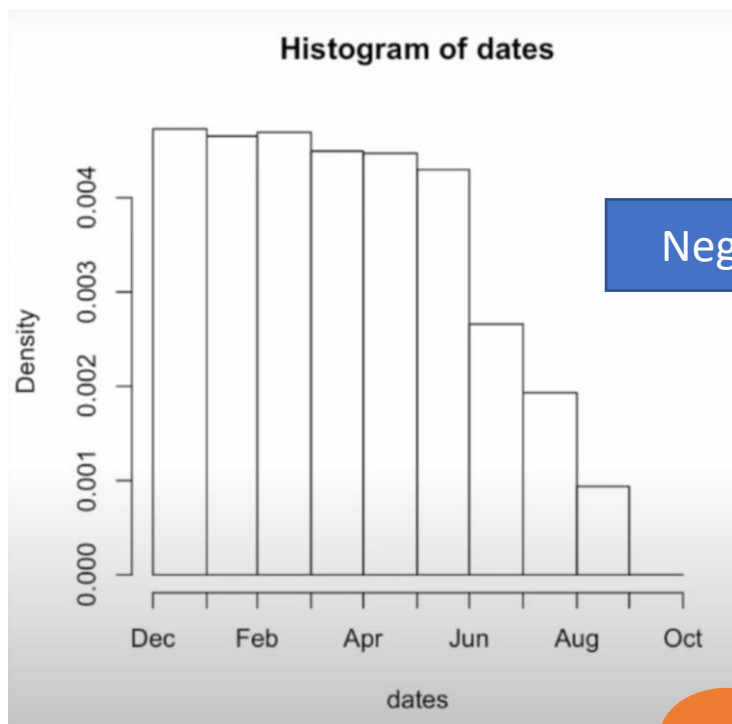 Histogram of dates
Density
0.004
0.003
0.002
0.001
0.000
Neg
Dec Feb Apr Jun Aug Oct
dates